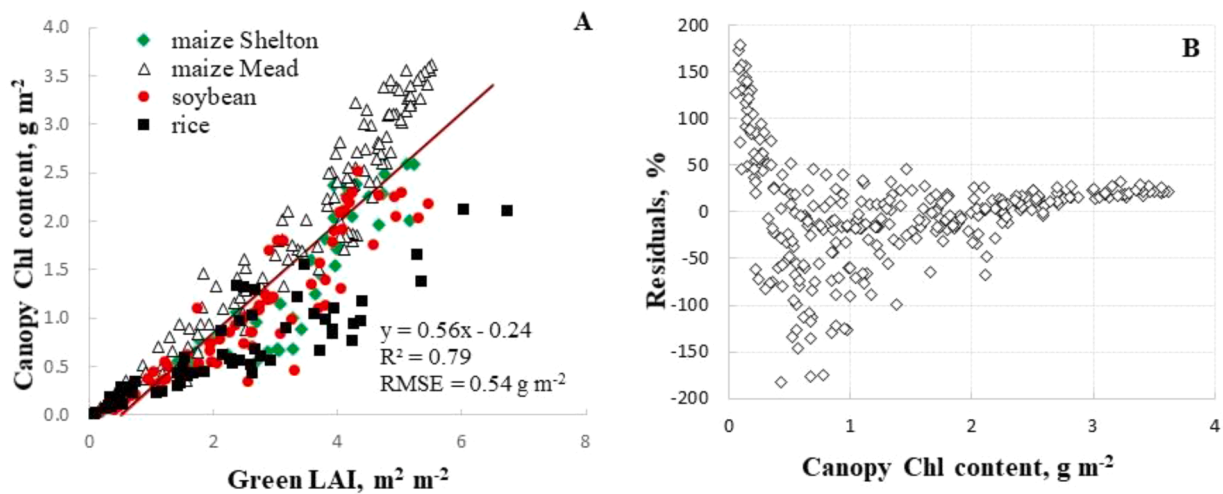 A
maize Shelton
maize Mead
soybean
rice
4.0
3.5
3.0
2.5
2.0
1.5
1.0
0.5
0.0
Canopy Chl content, g m⁻²
y = 0.56x - 0.24
R² = 0.79
RMSE = 0.54 g m⁻²
0 2 4 6 8
Green LAI, m² m⁻²
B
200
150
100
50
0
-50
-100
-150
-200
Residuals, %
0 1 2 3 4
Canopy Chl content, g m⁻²